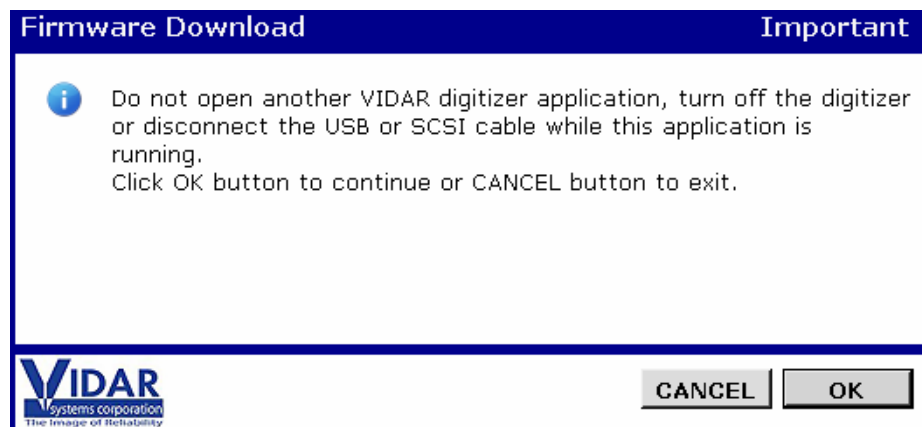 Firmware Download Important
Do not open another VIDAR digitizer application, turn off the digitizer
or disconnect the USB or SCSI cable while this application is
running.
Click OK button to continue or CANCEL button to exit.
VIDAR
systems corporation
The Image of Reliability
CANCEL OK